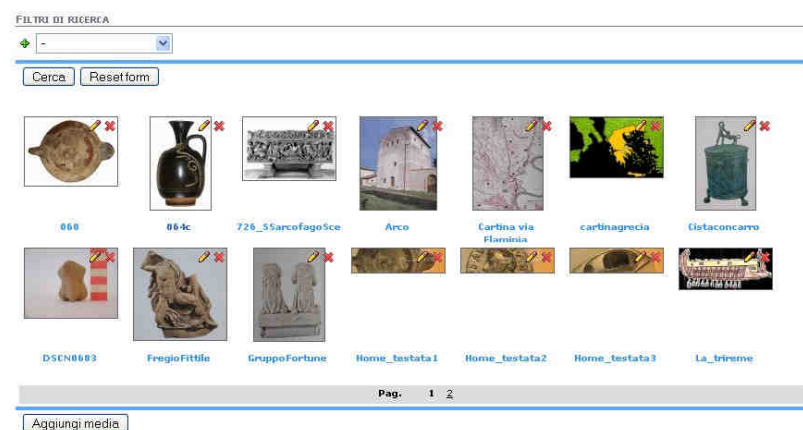 FILTRI DI RICERCA
-
Cerca Reset form
060 064c 726_SSarcofagoSce Arco Cartina via Flaminia cartinagrecia Cistaconcarro
DSCN0603 FregioFittile GruppoFortune Home_testata1 Home_testata2 Home_testata3 La_trireme
Pag. 1 2
Aggiungi media